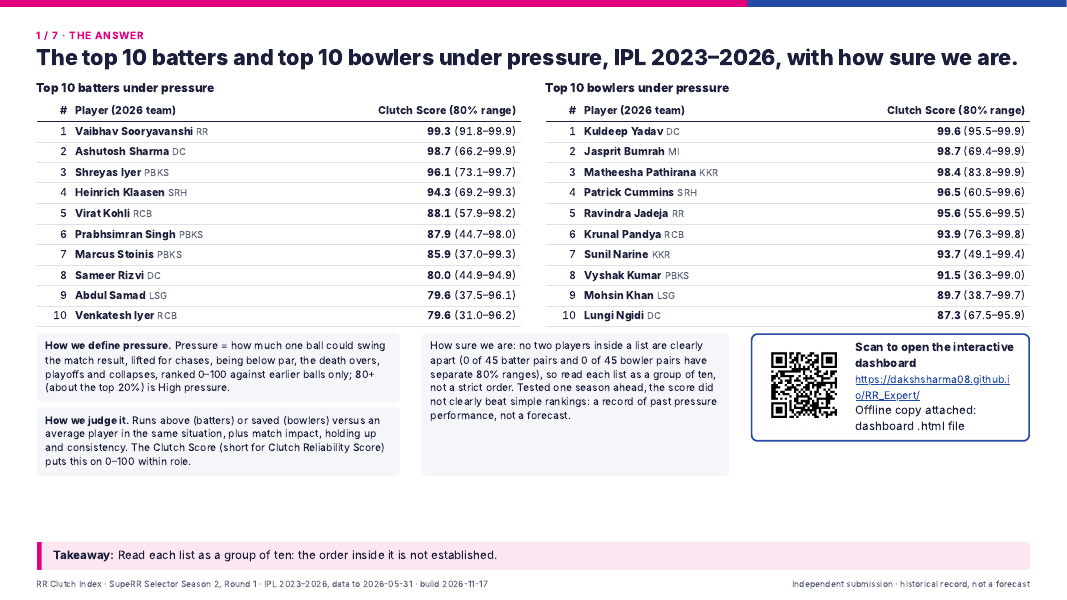 1 / 7 · THE ANSWER
The top 10 batters and top 10 bowlers under pressure, IPL 2023–2026, with how sure we are.
Top 10 batters under pressure
# Player (2026 team) Clutch Score (80% range)
1 Vaibhav Sooryavanshi RR 99.3 (91.8–99.9)
2 Ashutosh Sharma DC 98.7 (66.2–99.9)
3 Shreyas Iyer PBKS 96.1 (73.1–99.7)
4 Heinrich Klaasen SRH 94.3 (69.2–99.3)
5 Virat Kohli RCB 88.1 (57.9–98.2)
6 Prabhsimran Singh PBKS 87.9 (44.7–98.0)
7 Marcus Stoinis PBKS 85.9 (37.0–99.3)
8 Sameer Rizvi DC 80.0 (44.9–94.9)
9 Abdul Samad LSG 79.6 (37.5–96.1)
10 Venkatesh Iyer RCB 79.6 (31.0–96.2)
Top 10 bowlers under pressure
# Player (2026 team) Clutch Score (80% range)
1 Kuldeep Yadav DC 99.6 (95.5–99.9)
2 Jasprit Bumrah MI 98.7 (69.4–99.9)
3 Matheesha Pathirana KKR 98.4 (83.8–99.9)
4 Patrick Cummins SRH 96.5 (60.5–99.6)
5 Ravindra Jadeja RR 95.6 (55.6–99.5)
6 Krunal Pandya RCB 93.9 (76.3–99.8)
7 Sunil Narine KKR 93.7 (49.1–99.4)
8 Vyshak Kumar PBKS 91.5 (36.3–99.0)
9 Mohsin Khan LSG 89.7 (38.7–99.7)
10 Lungi Ngidi DC 87.3 (67.5–95.9)
How we define pressure. Pressure = how much one ball could swing
the match result, lifted for chases, being below par, the death overs,
playoffs and collapses, ranked 0–100 against earlier balls only; 80+
(about the top 20%) is High pressure.
How we judge it. Runs above (batters) or saved (bowlers) versus an
average player in the same situation, plus match impact, holding up
and consistency. The Clutch Score (short for Clutch Reliability Score)
puts this on 0–100 within role.
How sure we are: no two players inside a list are clearly
apart (0 of 45 batter pairs and 0 of 45 bowler pairs have
separate 80% ranges), so read each list as a group of ten,
not a strict order. Tested one season ahead, the score did
not clearly beat simple rankings: a record of past pressure
performance, not a forecast.
Scan to open the interactive
dashboard
https://dakshsharma08.github.i
o/RR_Expert/
Offline copy attached:
dashboard .html file
Takeaway: Read each list as a group of ten: the order inside it is not established.
RR Clutch Index · SupeRR Selector Season 2, Round 1 · IPL 2023–2026, data to 2026-05-31 · build 2026-11-17
Independent submission · historical record, not a forecast